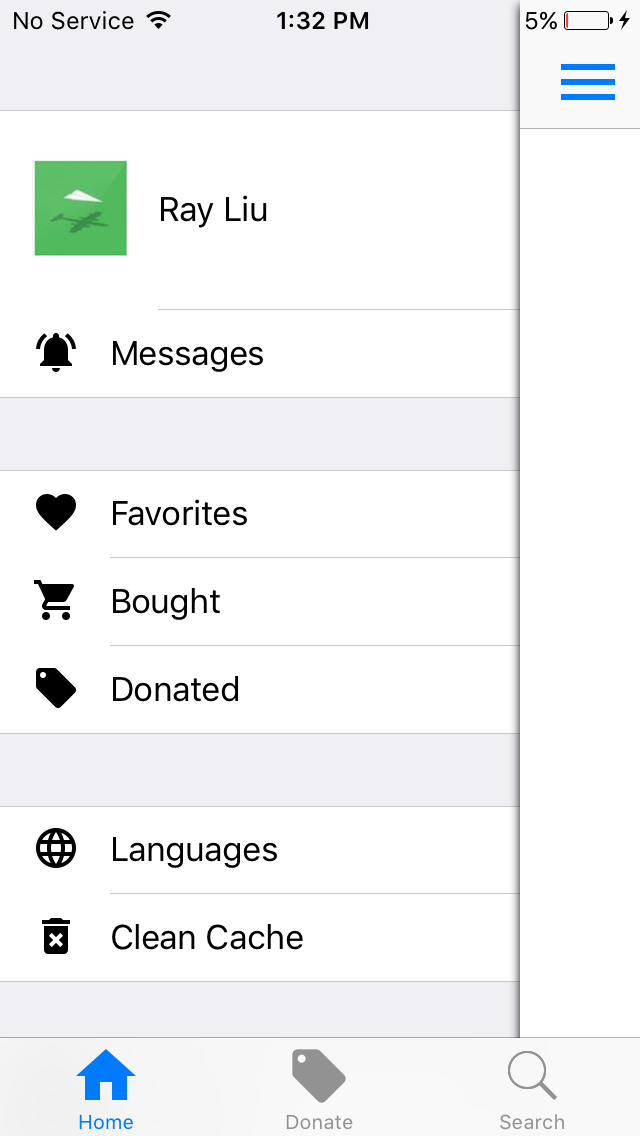 No Service 1:32 PM 5%
Ray Liu
Messages
Favorites
Bought
Donated
Languages
Clean Cache
Home Donate Search